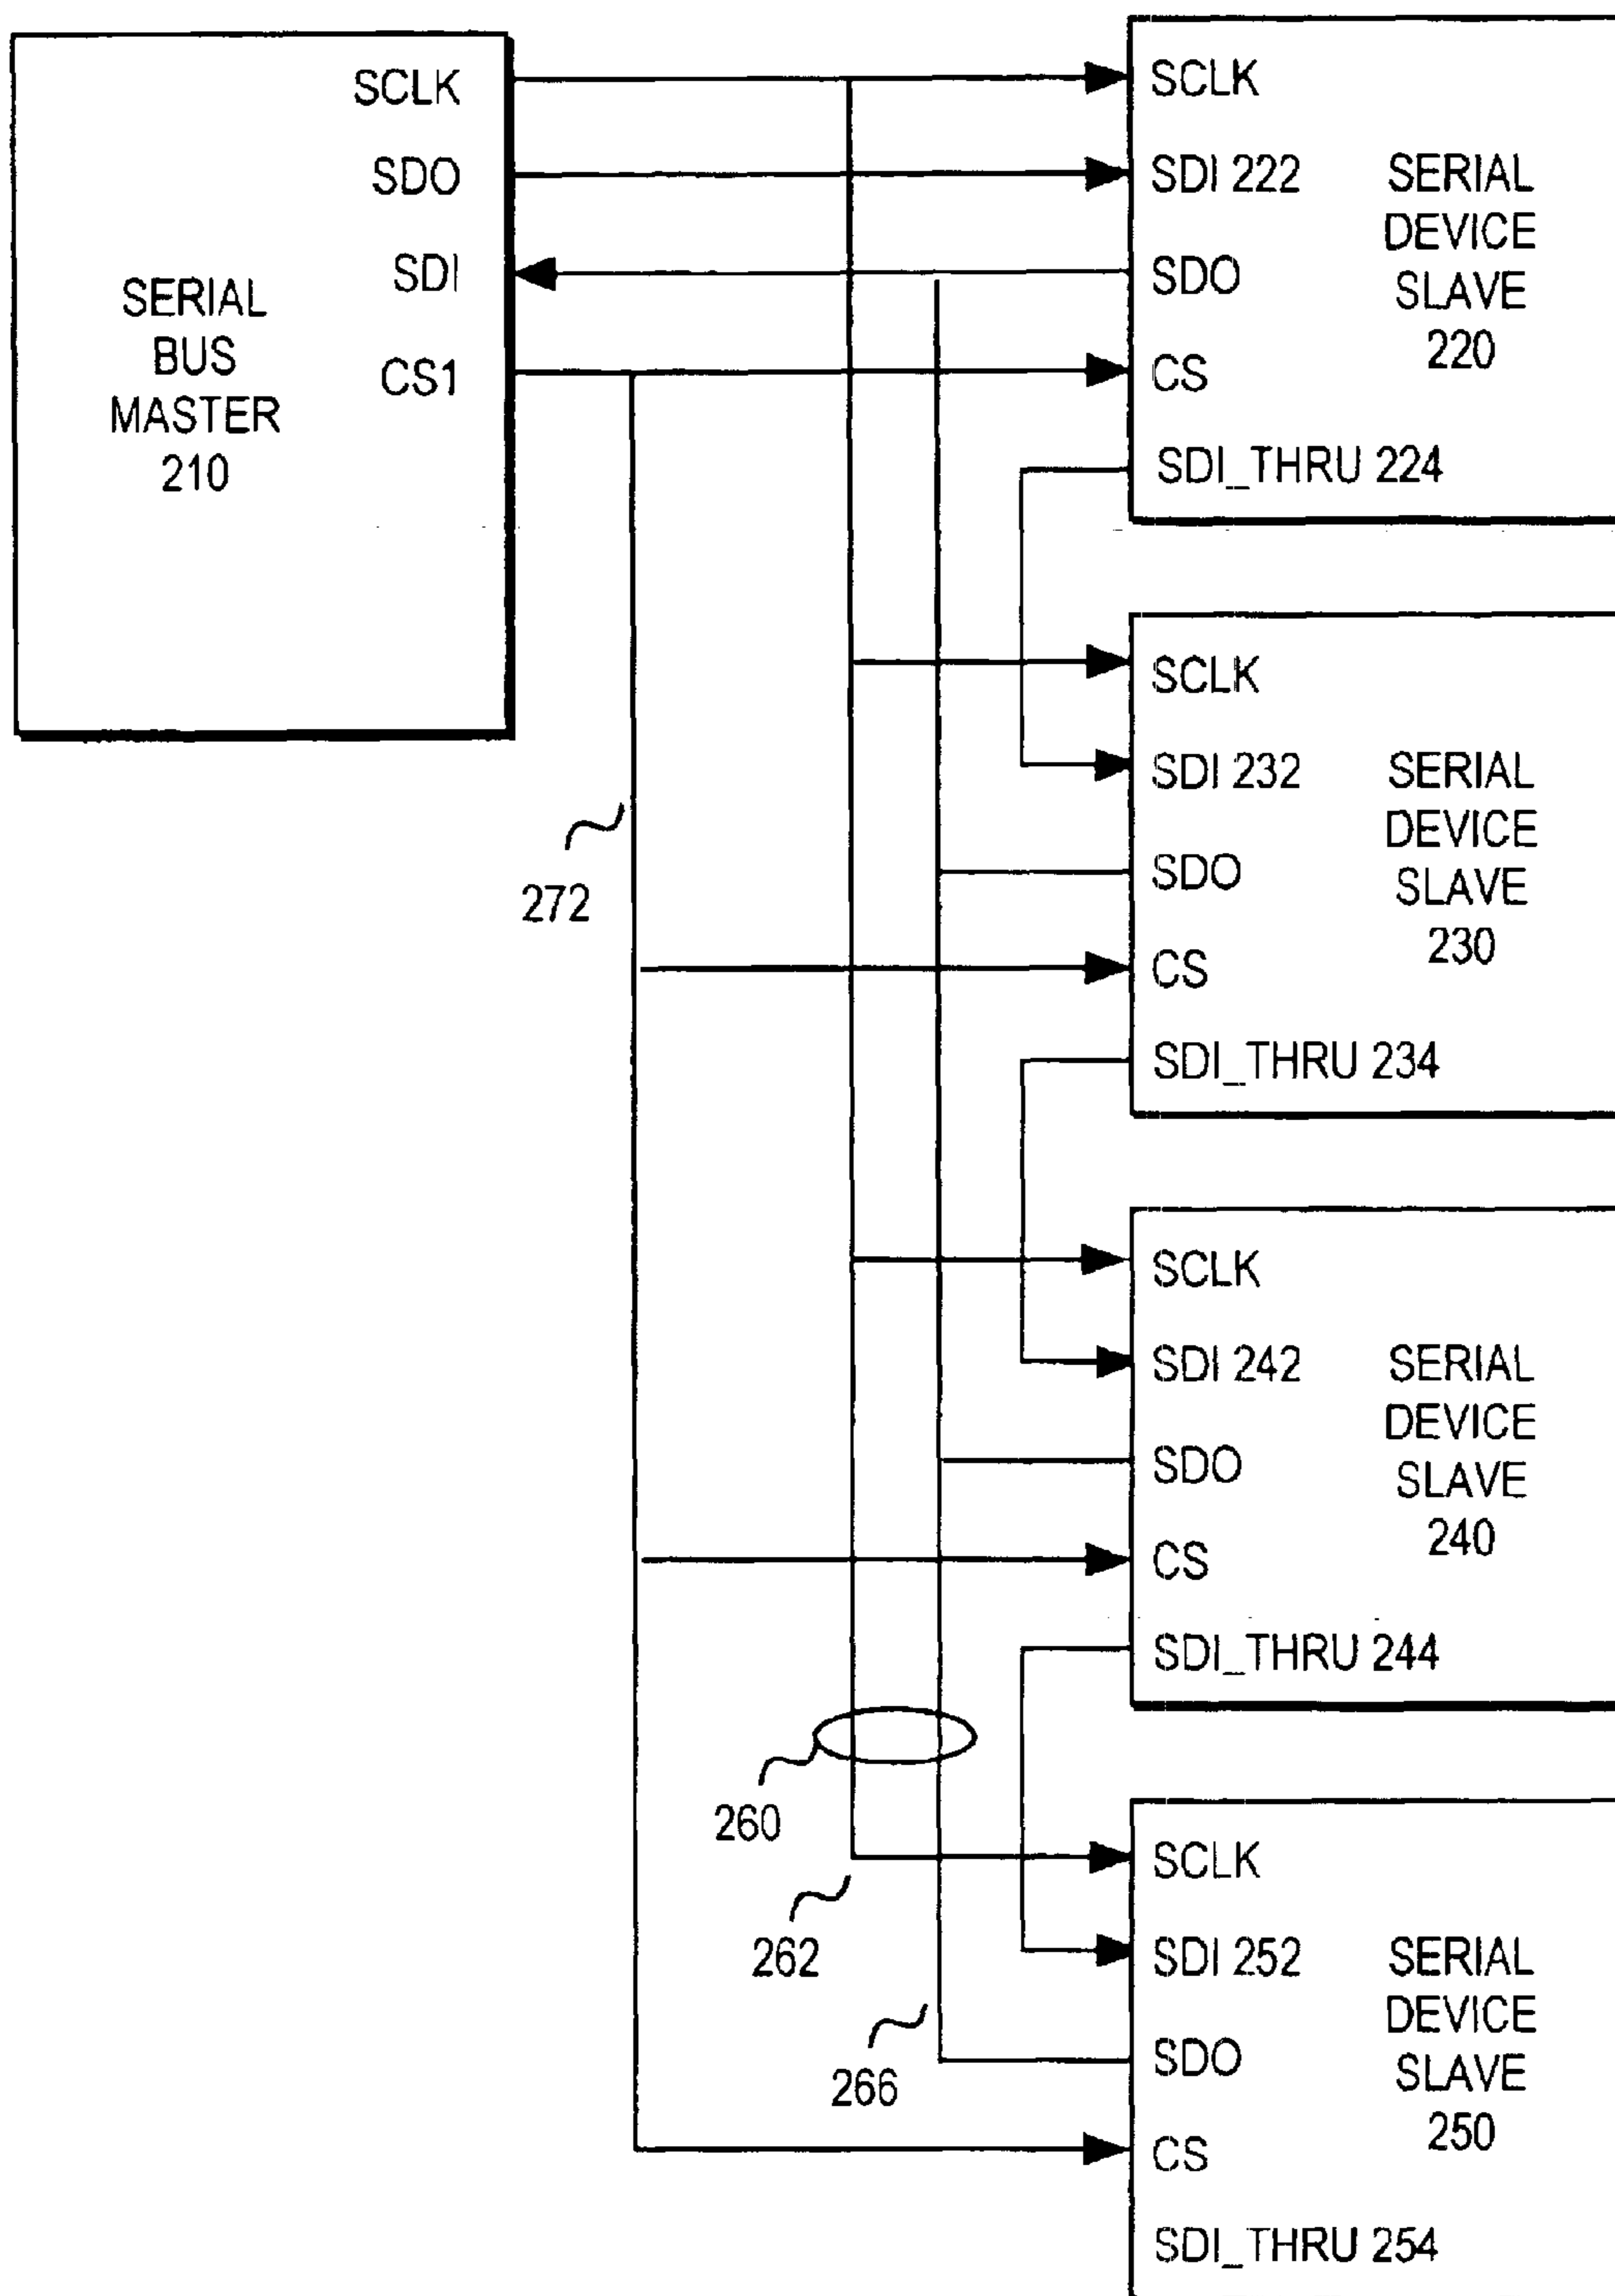 SCLK
SDO
SDI
CS1
SERIAL
BUS
MASTER
210
SCLK
SDI 222
SDO
CS
SDI_THRU 224
SERIAL
DEVICE
SLAVE
220
272
SCLK
SDI 232
SDO
CS
SDI_THRU 234
SERIAL
DEVICE
SLAVE
230
SCLK
SDI 242
SDO
CS
SDI_THRU 244
SERIAL
DEVICE
SLAVE
240
260
262
266
SCLK
SDI 252
SDO
CS
SDI_THRU 254
SERIAL
DEVICE
SLAVE
250